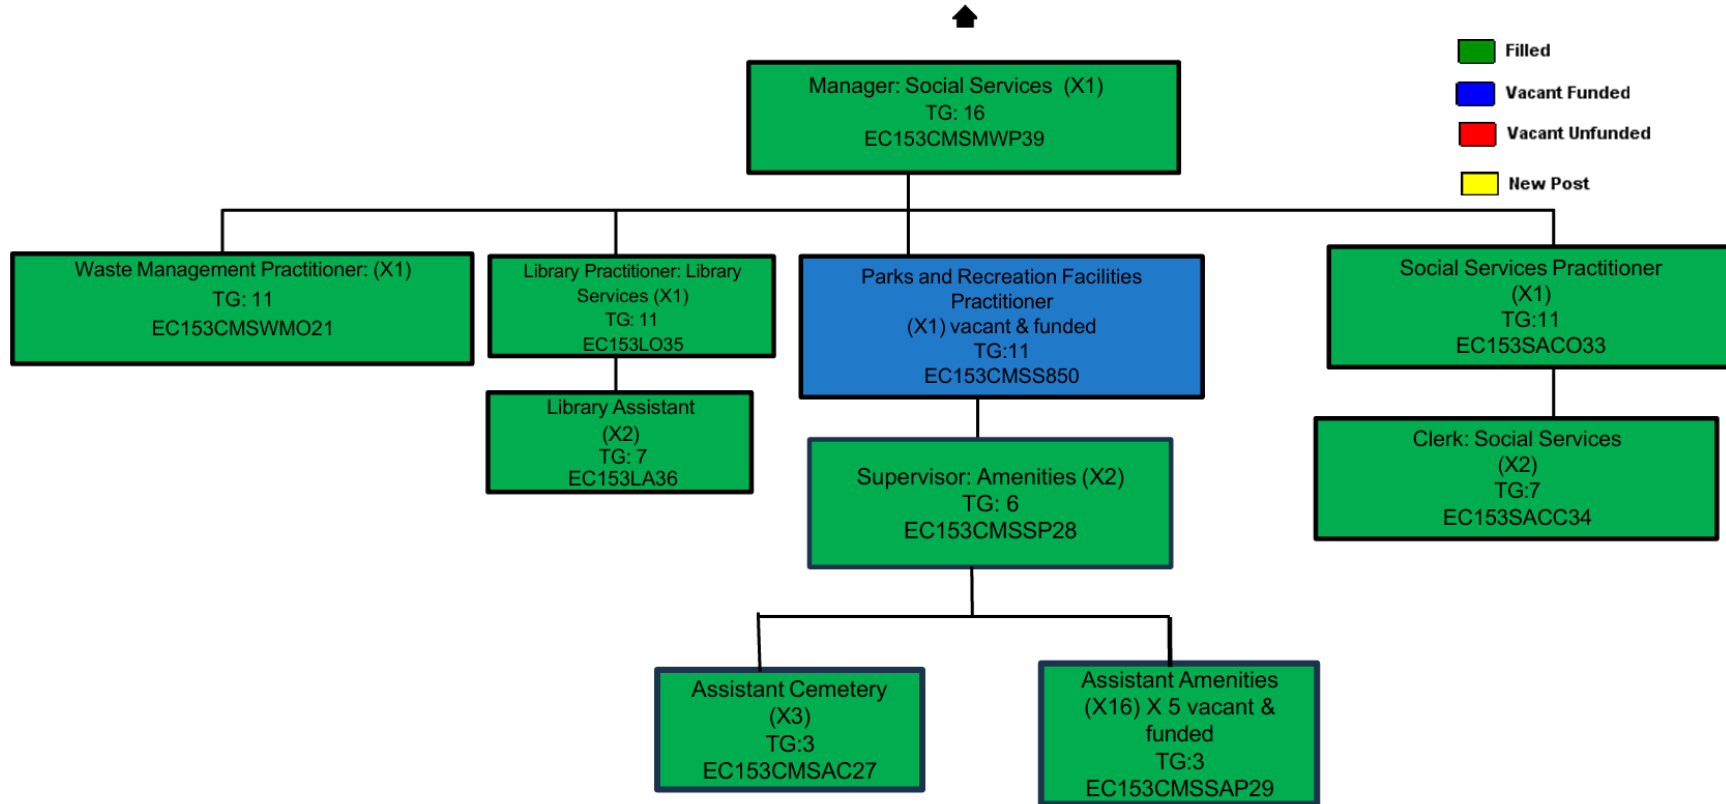 Filled
Vacant Funded
Vacant Unfunded
New Post
Manager: Social Services (X1)
TG: 16
EC153CMSMWP39
Waste Management Practitioner: (X1)
TG: 11
EC153CMSWMO21
Library Practitioner: Library
Services (X1)
TG: 11
EC153LO35
Parks and Recreation Facilities
Practitioner
(X1) vacant & funded
TG:11
EC153CMSS850
Social Services Practitioner
(X1)
TG:11
EC153SACO33
Library Assistant
(X2)
TG: 7
EC153LA36
Supervisor: Amenities (X2)
TG: 6
EC153CMSSP28
Clerk: Social Services
(X2)
TG:7
EC153SACC34
Assistant Cemetery
(X3)
TG:3
EC153CMSAC27
Assistant Amenities
(X16) X 5 vacant &
funded
TG:3
EC153CMSSAP29